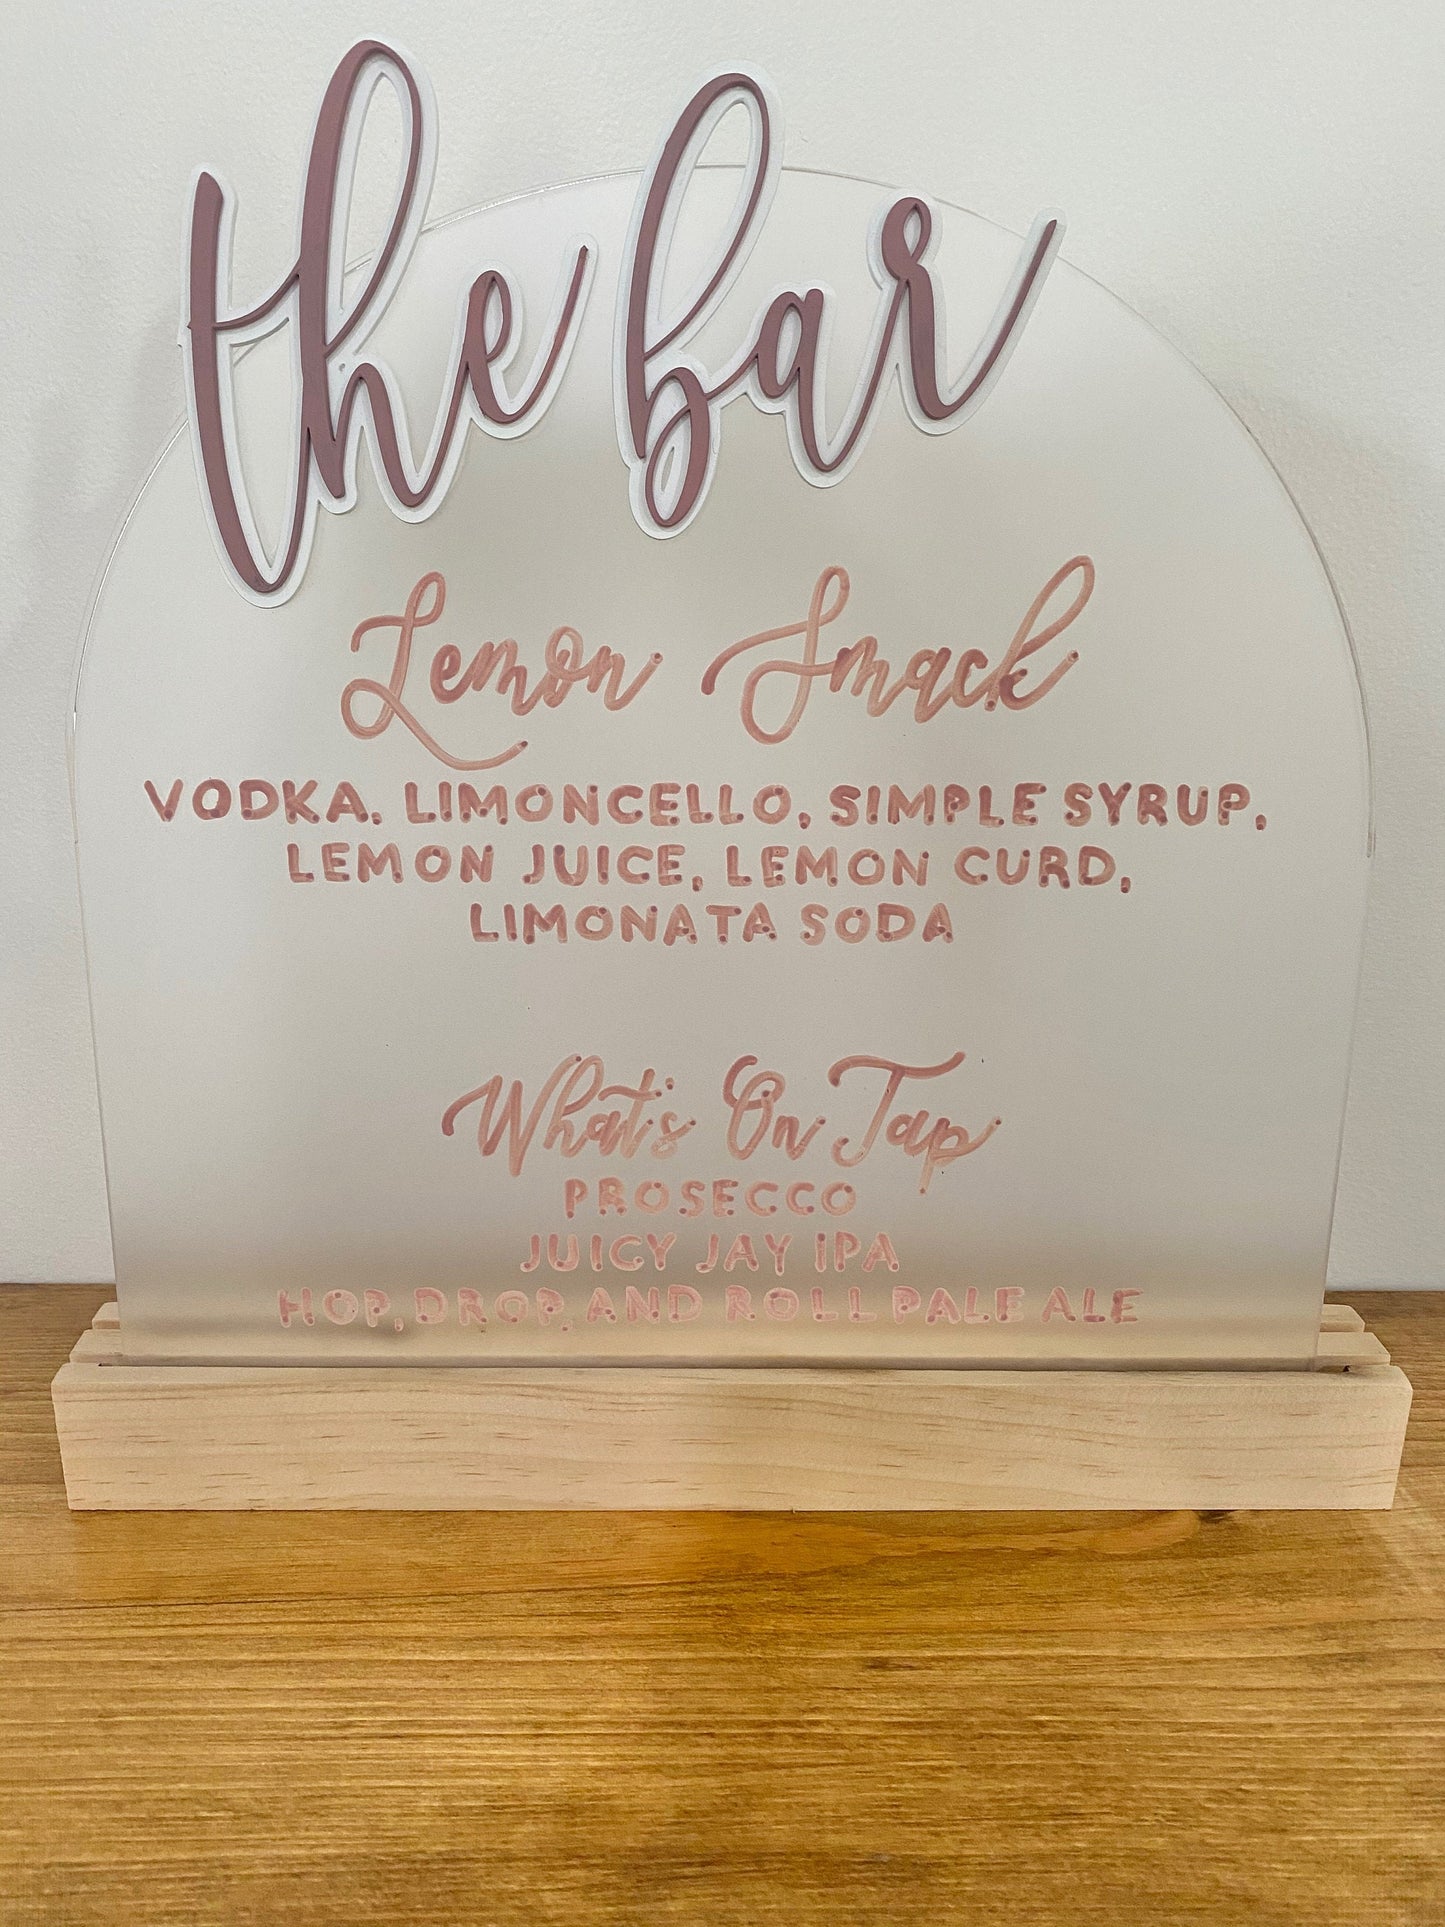 the bar
Lemon Smack
VODKA, LIMONCELLO, SIMPLE SYRUP,
LEMON JUICE, LEMON CURD,
LIMONATA SODA
What's On Tap
PROSECCO
JUICY JAY IPA
HOP, DROP, AND ROLL PALE ALE